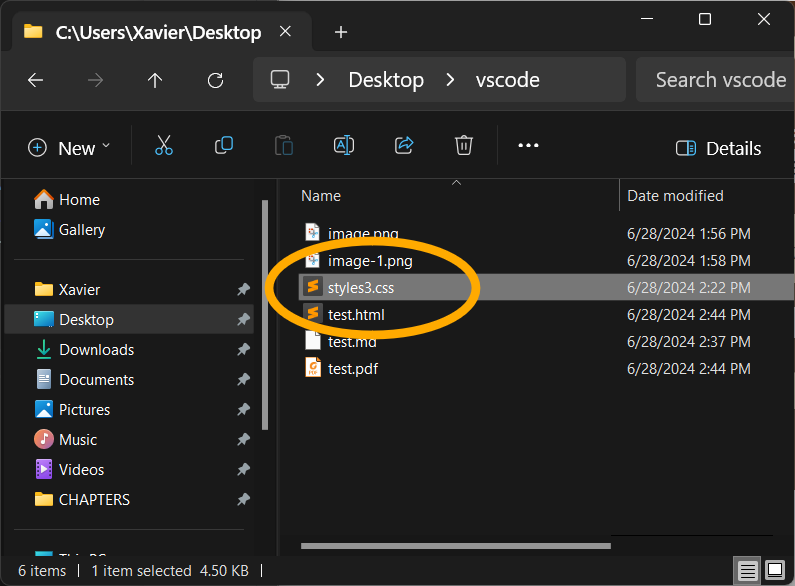 C:\Users\Xavier\Desktop
Desktop vscode Search vscode
New Details
Name Date modified
Home
Gallery
Xavier
Desktop
Downloads
Documents
Pictures
Music
Videos
CHAPTERS
This PC
image.png 6/28/2024 1:56 PM
image-1.png 6/28/2024 1:58 PM
styles3.css 6/28/2024 2:22 PM
test.html 6/28/2024 2:44 PM
test.md 6/28/2024 2:37 PM
test.pdf 6/28/2024 2:44 PM
6 items 1 item selected 4.50 KB